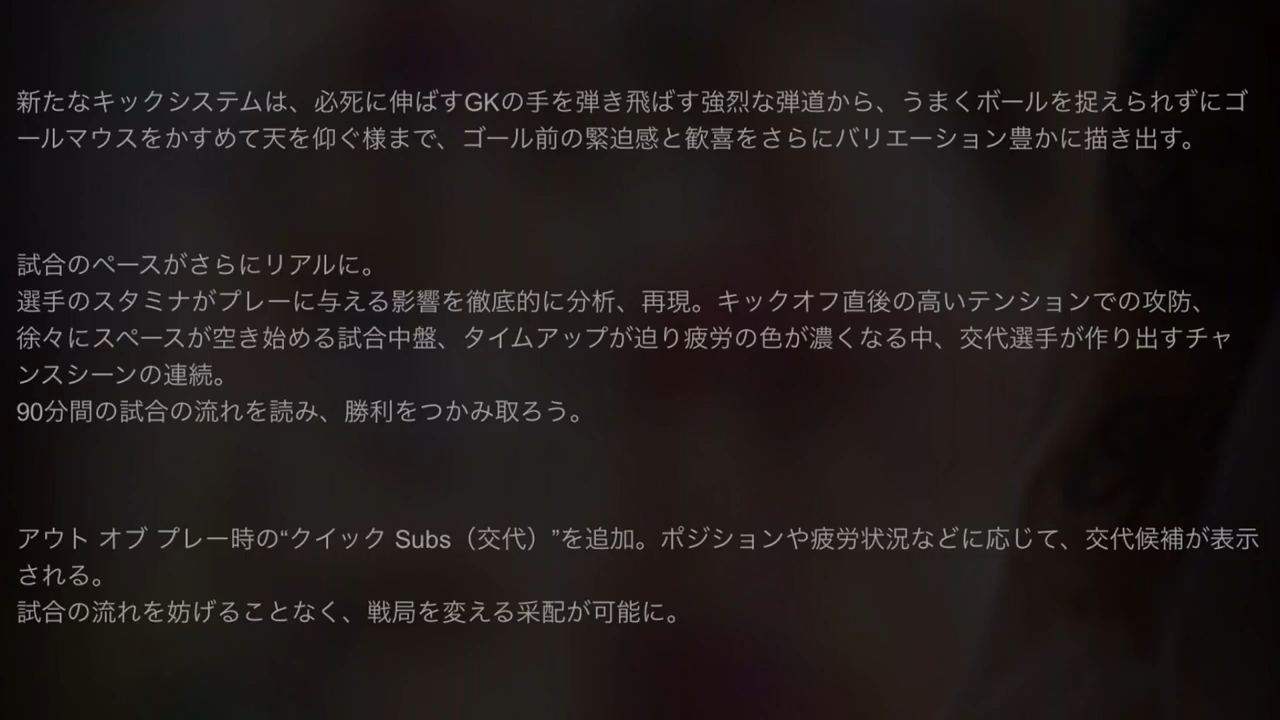 新たなキックシステムは、必死に伸ばすGKの手を弾き飛ばす強烈な弾道から、うまくボールを捉えられずにゴ
ールマウスをかすめて天を仰ぐ様まで、ゴール前の緊迫感と歓喜をさらにバリエーション豊かに描き出す。
試合のペースがさらにリアルに。
選手のスタミナがプレーに与える影響を徹底的に分析、再現。キックオフ直後の高いテンションでの攻防、
徐々にスペースが空き始める試合中盤、タイムアップが迫り疲労の色が濃くなる中、交代選手が作り出すチャ
ンスシーンの連続。
90分間の試合の流れを読み、勝利をつかみ取ろう。
アウト オブ プレー時の“クイック Subs（交代）”を追加。ポジションや疲労状況などに応じて、交代候補が表示
される。
試合の流れを妨げることなく、戦局を変える采配が可能に。